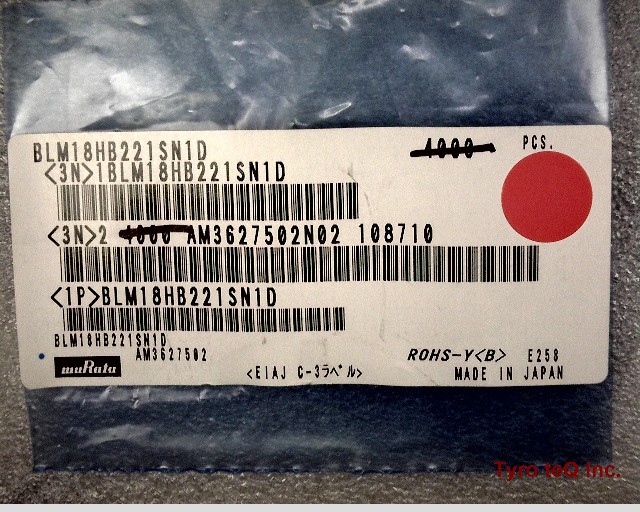 BLM18HB221SN1D 4000 PCS.
<3N>1BLM18HB221SN1D
<3N>2 4000 AM3627502N02 108710
<1P>BLM18HB221SN1D
BLM18HB221SN1D
AM3627502
muRata
<EIAJ C-3ラベル>
ROHS-Y<B> E258
MADE IN JAPAN
Tyro teQ Inc.